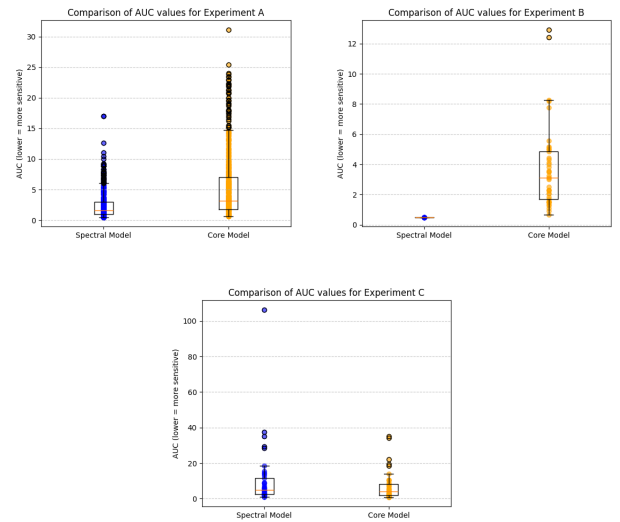 Comparison of AUC values for Experiment A
AUC (lower = more sensitive)
30
25
20
15
10
5
0
Spectral Model
Core Model
Comparison of AUC values for Experiment B
AUC (lower = more sensitive)
12
10
8
6
4
2
0
Spectral Model
Core Model
Comparison of AUC values for Experiment C
AUC (lower = more sensitive)
100
80
60
40
20
0
Spectral Model
Core Model